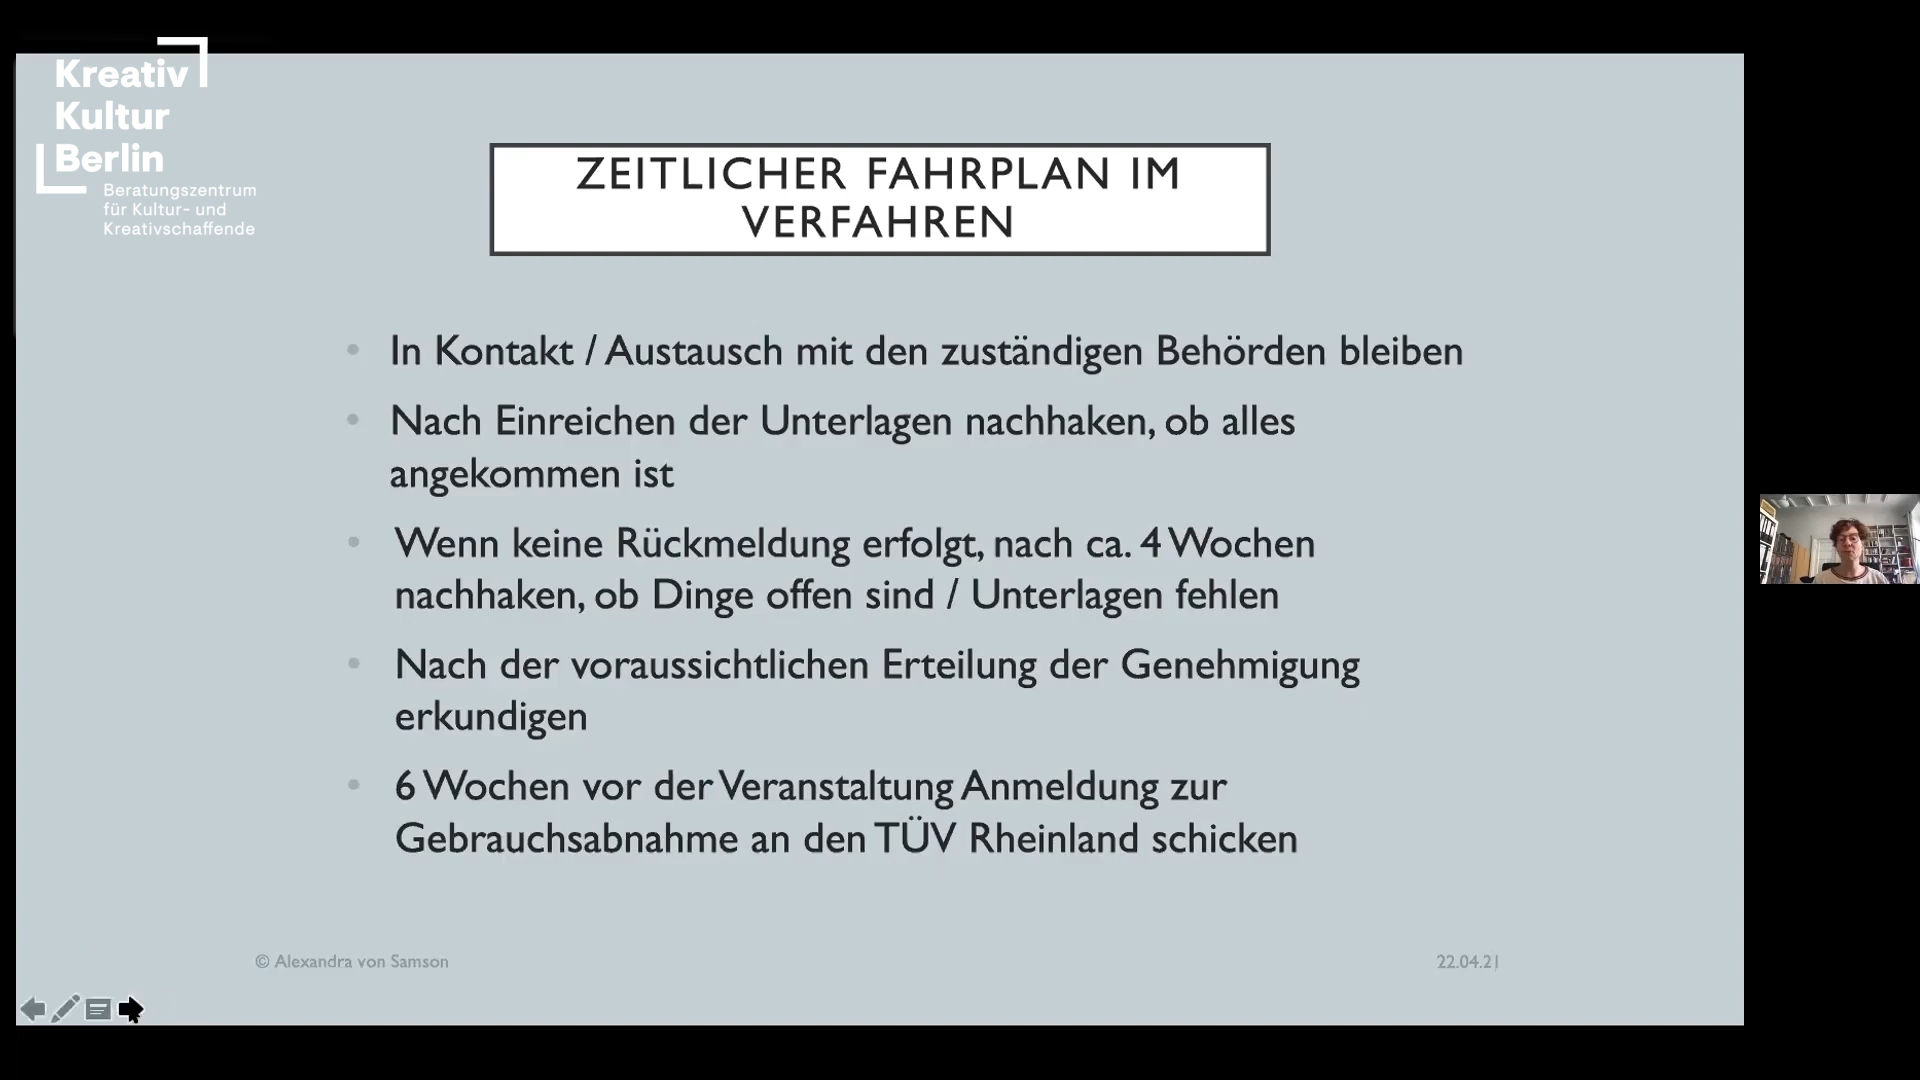 Kreativ
Kultur
Berlin
Beratungszentrum
für Kultur- und
Kreativschaffende
ZEITLICHER FAHRPLAN IM
VERFAHREN
• In Kontakt / Austausch mit den zuständigen Behörden bleiben
• Nach Einreichen der Unterlagen nachhaken, ob alles
angekommen ist
• Wenn keine Rückmeldung erfolgt, nach ca. 4 Wochen
nachhaken, ob Dinge offen sind / Unterlagen fehlen
• Nach der voraussichtlichen Erteilung der Genehmigung
erkundigen
• 6 Wochen vor der Veranstaltung Anmeldung zur
Gebrauchsabnahme an den TÜV Rheinland schicken
© Alexandra von Samson
22.04.21